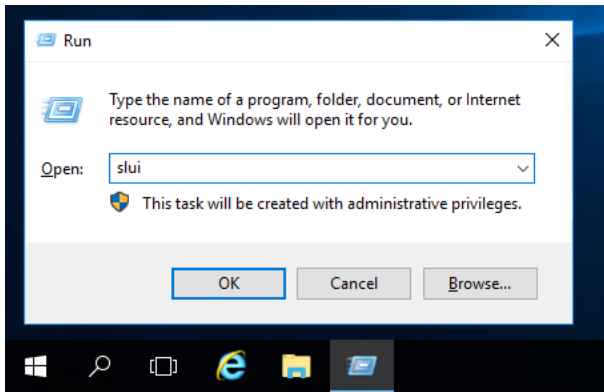 Run
Type the name of a program, folder, document, or Internet
resource, and Windows will open it for you.
Open:
slui
This task will be created with administrative privileges.
OK
Cancel
Browse...